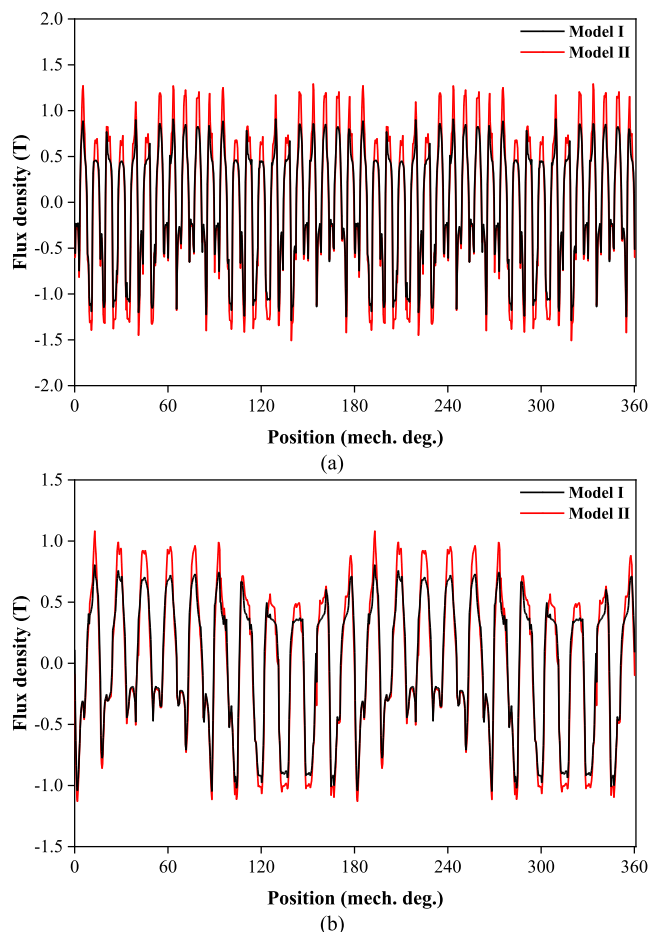 2.0
Model I
Model II
1.5
1.0
0.5
0.0
-0.5
-1.0
-1.5
-2.0
Flux density (T)
0 60 120 180 240 300 360
Position (mech. deg.)
(a)
1.5
Model I
Model II
1.0
0.5
0.0
-0.5
-1.0
-1.5
Flux density (T)
0 60 120 180 240 300 360
Position (mech. deg.)
(b)